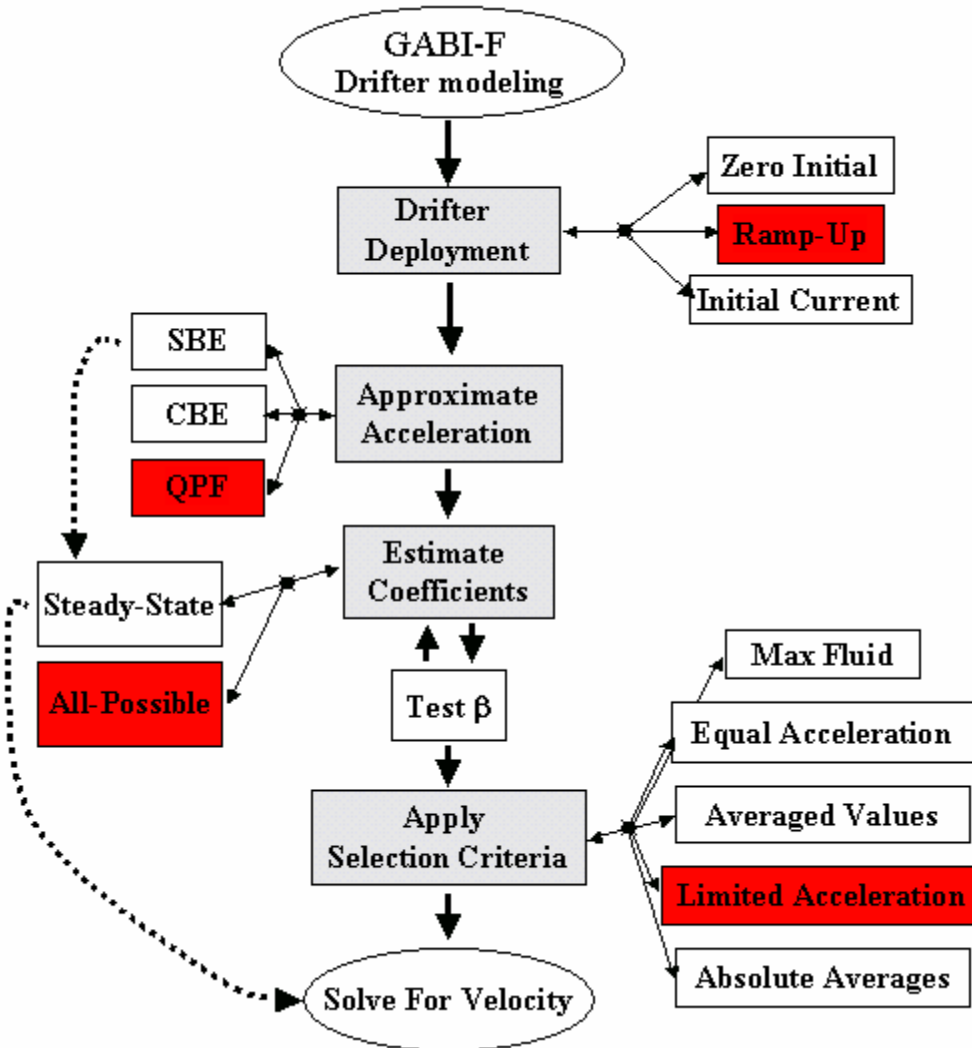 GABI-F
Drifter modeling
Zero Initial
Drifter
Deployment
Ramp-Up
Initial Current
SBE
Approximate
Acceleration
CBE
QPF
Estimate
Coefficients
Steady-State
Max Fluid
All-Possible
Test β
Equal Acceleration
Apply
Selection Criteria
Averaged Values
Limited Acceleration
Absolute Averages
Solve For Velocity